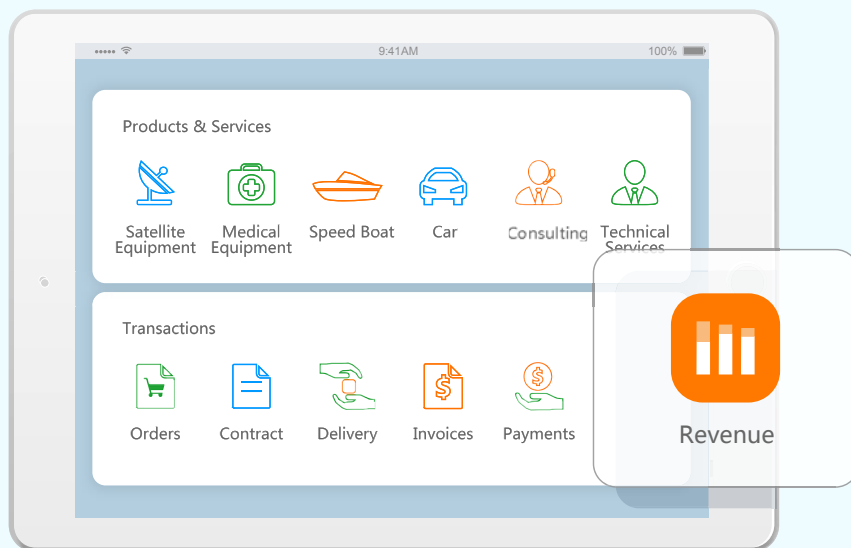 9:41AM
100%
Products & Services
Satellite
Equipment
Medical
Equipment
Speed Boat
Car
Consulting
Technical
Services
Transactions
Orders
Contract
Delivery
Invoices
Payments
Revenue